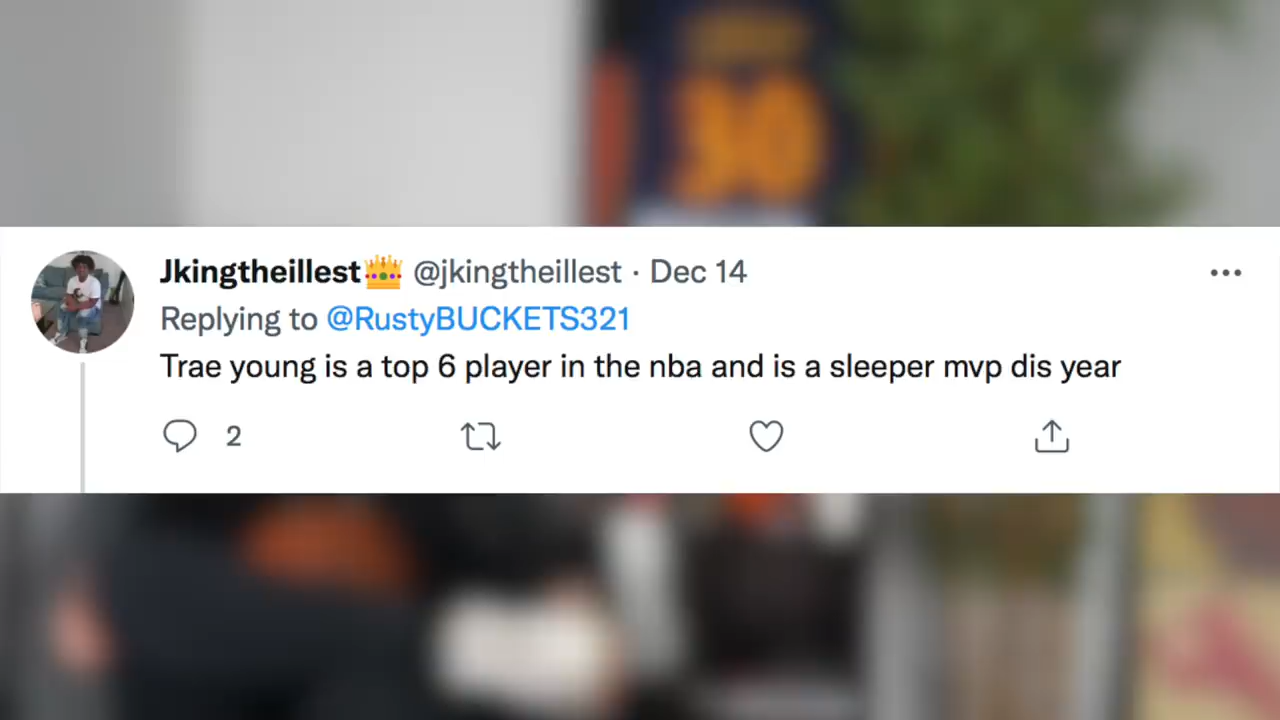 30
Jkingtheillest👑 @jkingtheillest · Dec 14
Replying to @RustyBUCKETS321
Trae young is a top 6 player in the nba and is a sleeper mvp dis year
2